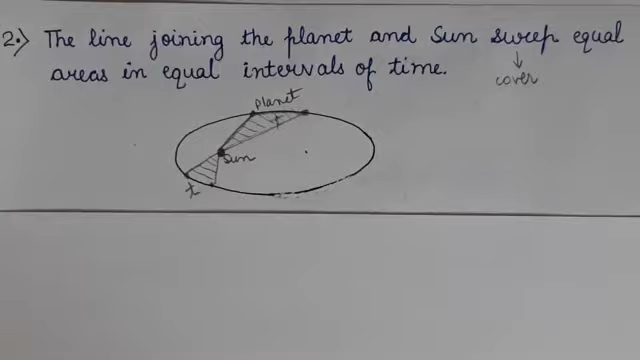 2.) The line joining the planet and Sun sweep equal
areas in equal intervals of time.
cover
planet
t
Sun
t